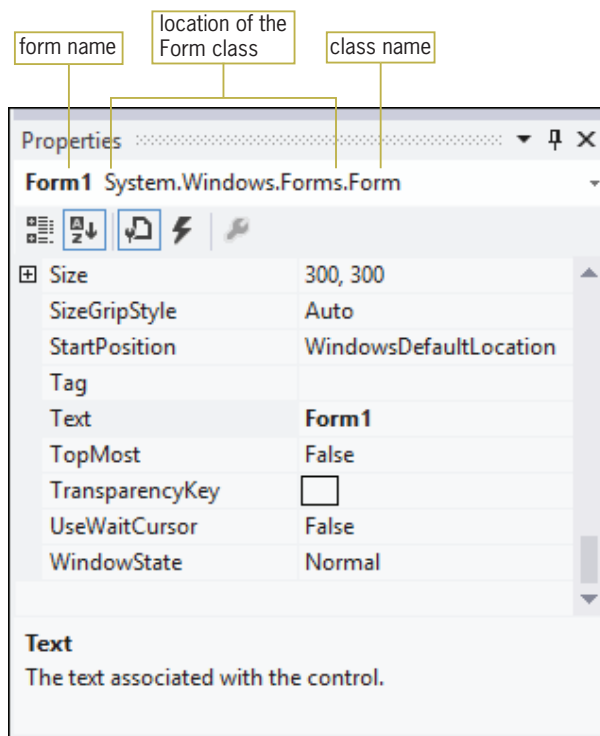 form name
location of the
Form class
class name
Properties
Form1 System.Windows.Forms.Form
Size 300, 300
SizeGripStyle Auto
StartPosition WindowsDefaultLocation
Tag
Text Form1
TopMost False
TransparencyKey
UseWaitCursor False
WindowState Normal
Text
The text associated with the control.